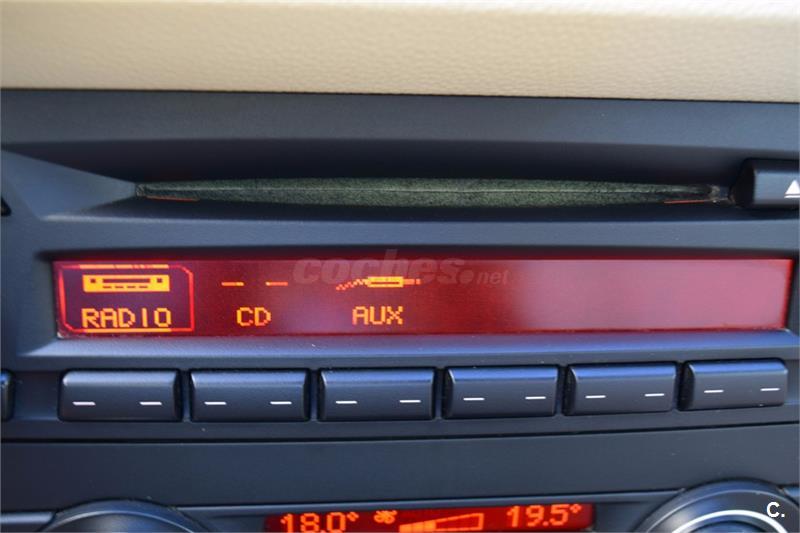 coches.net
RADIO CD AUX
18.0° 19.5°
C.